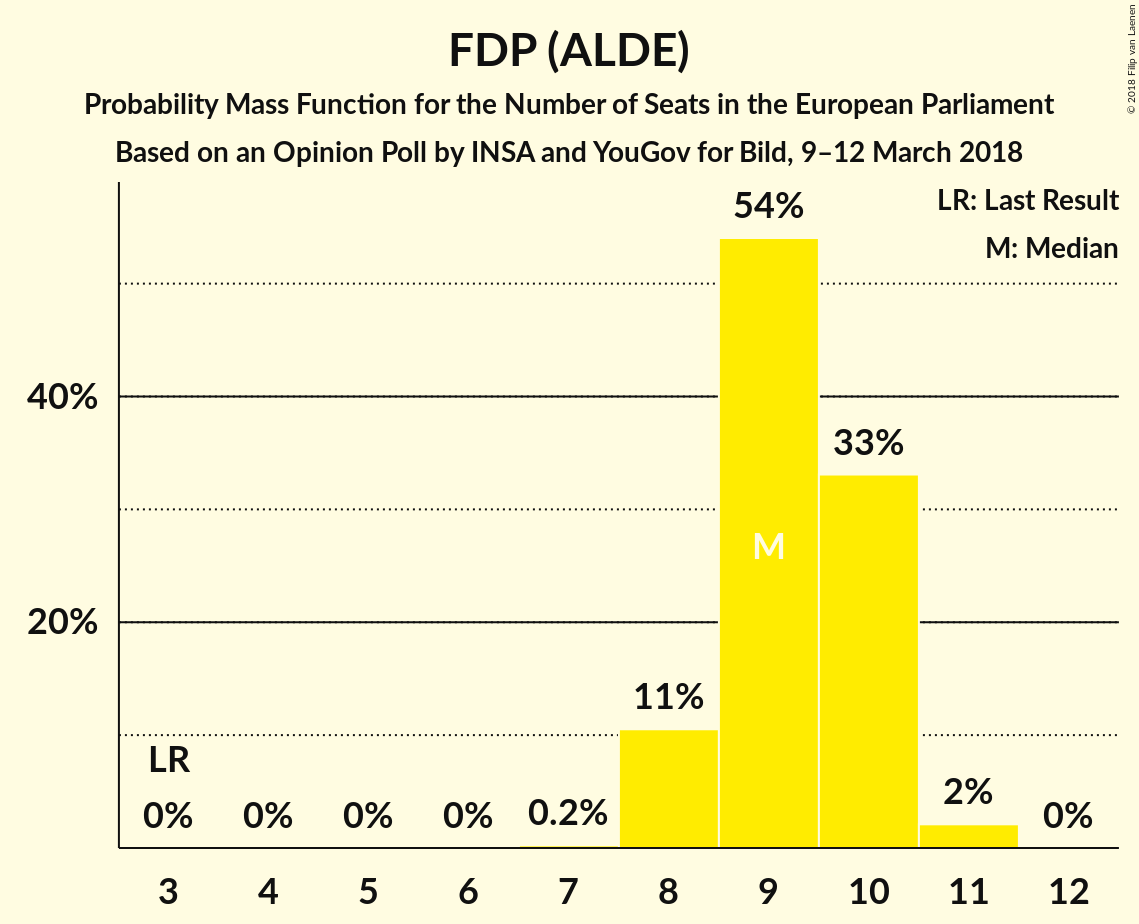 FDP (ALDE)
Probability Mass Function for the Number of Seats in the European Parliament
Based on an Opinion Poll by INSA and YouGov for Bild, 9–12 March 2018
© 2018 Filip van Laenen
LR: Last Result
M: Median
54%
40%
33%
M
20%
11%
LR
2%
0% 0% 0% 0% 0.2% 0%
3 4 5 6 7 8 9 10 11 12